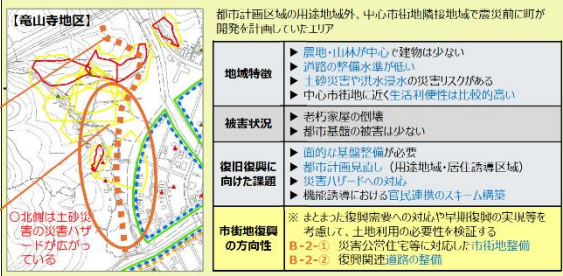 【竜山寺地区】
○北側は土砂災
害の災害ハザ
ードが広がっ
ている
都市計画区域の用途地域外、中心市街地隣接地域で震災前に町が
開発を計画していたエリア
地域特徴
▶ 農地・山林が中心で建物は少ない
▶ 道路の整備水準が低い
▶ 土砂災害や洪水浸水の災害リスクがある
▶ 中心市街地に近く生活利便性は比較的高い
被害状況
▶ 老朽家屋の倒壊
▶ 都市基盤の被害は少ない
復旧復興に
向けた課題
▶ 面的な基盤整備が必要
▶ 都市計画見直し（用途地域・居住誘導区域）
▶ 災害ハザードへの対応
▶ 機能誘導における官民連携のスキーム構築
市街地復興
の方向性
※ まとまった復興需要への対応や早期復興の実現等を
考慮して、土地利用の必要性を検証する
B-2-① 災害公営住宅等に対応した市街地整備
B-2-② 復興関連道路の整備